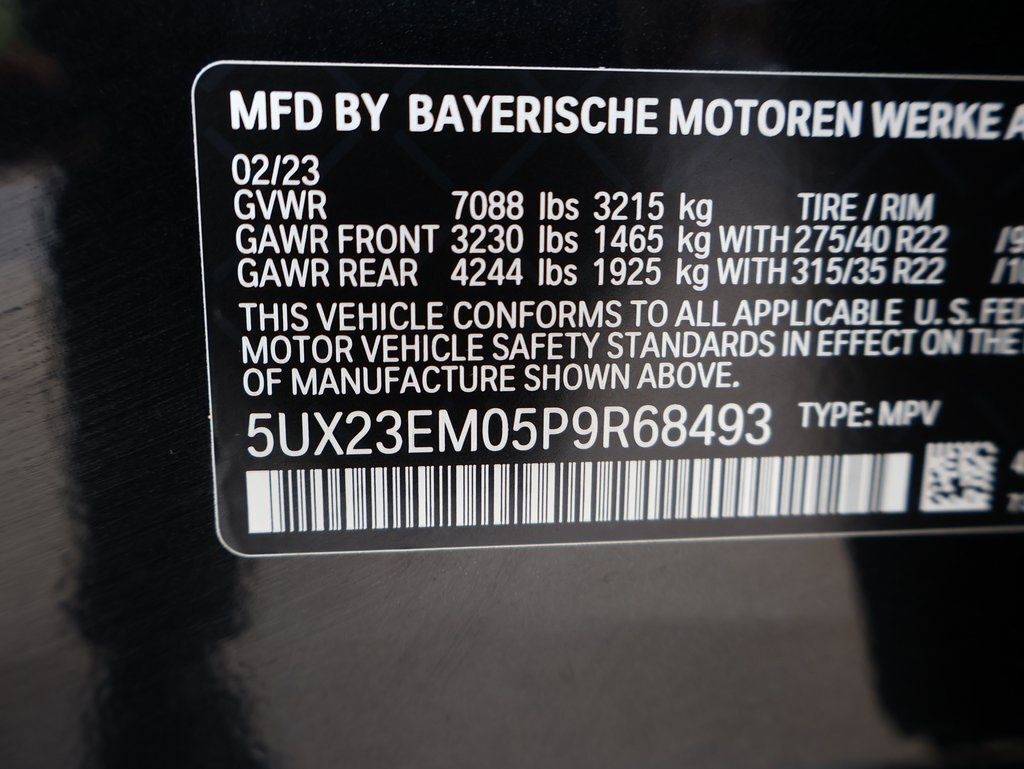 MFD BY BAYERISCHE MOTOREN WERKE A
02/23
GVWR 7088 lbs 3215 kg TIRE / RIM
GAWR FRONT 3230 lbs 1465 kg WITH 275/40 R22 /9
GAWR REAR 4244 lbs 1925 kg WITH 315/35 R22 /10
THIS VEHICLE CONFORMS TO ALL APPLICABLE U. S. FED
MOTOR VEHICLE SAFETY STANDARDS IN EFFECT ON THE
OF MANUFACTURE SHOWN ABOVE.
5UX23EM05P9R68493 TYPE: MPV